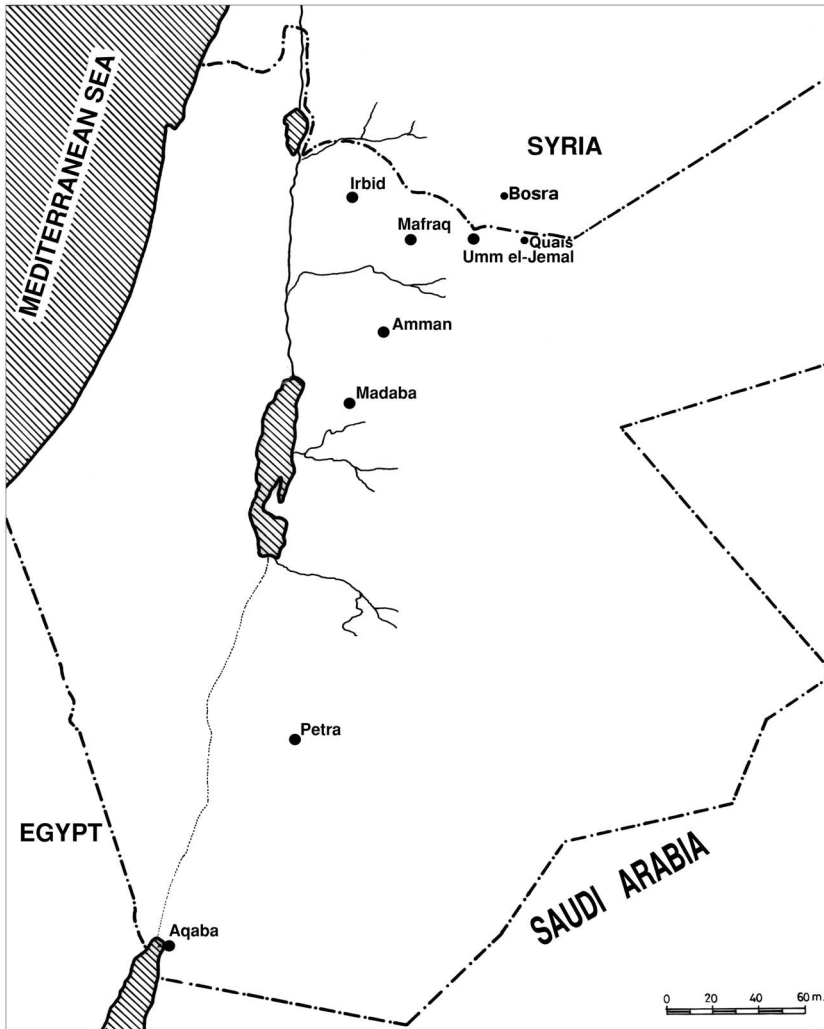 MEDITERRANEAN SEA
SYRIA
Irbid
Bosra
Mafraq
Quais
Umm el-Jemal
Amman
Madaba
Petra
EGYPT
SAUDI ARABIA
Aqaba
0 20 40 60 m.